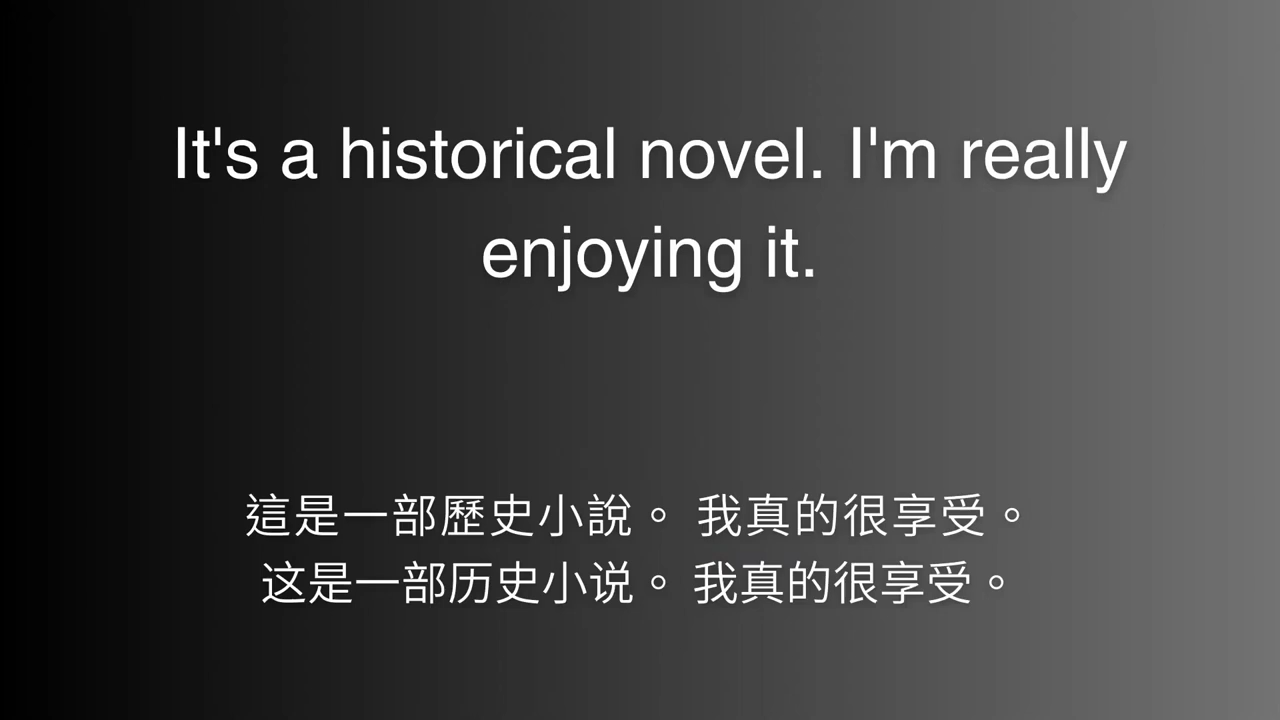 It's a historical novel. I'm really
enjoying it.
這是一部歷史小說。 我真的很享受。
这是一部历史小说。 我真的很享受。